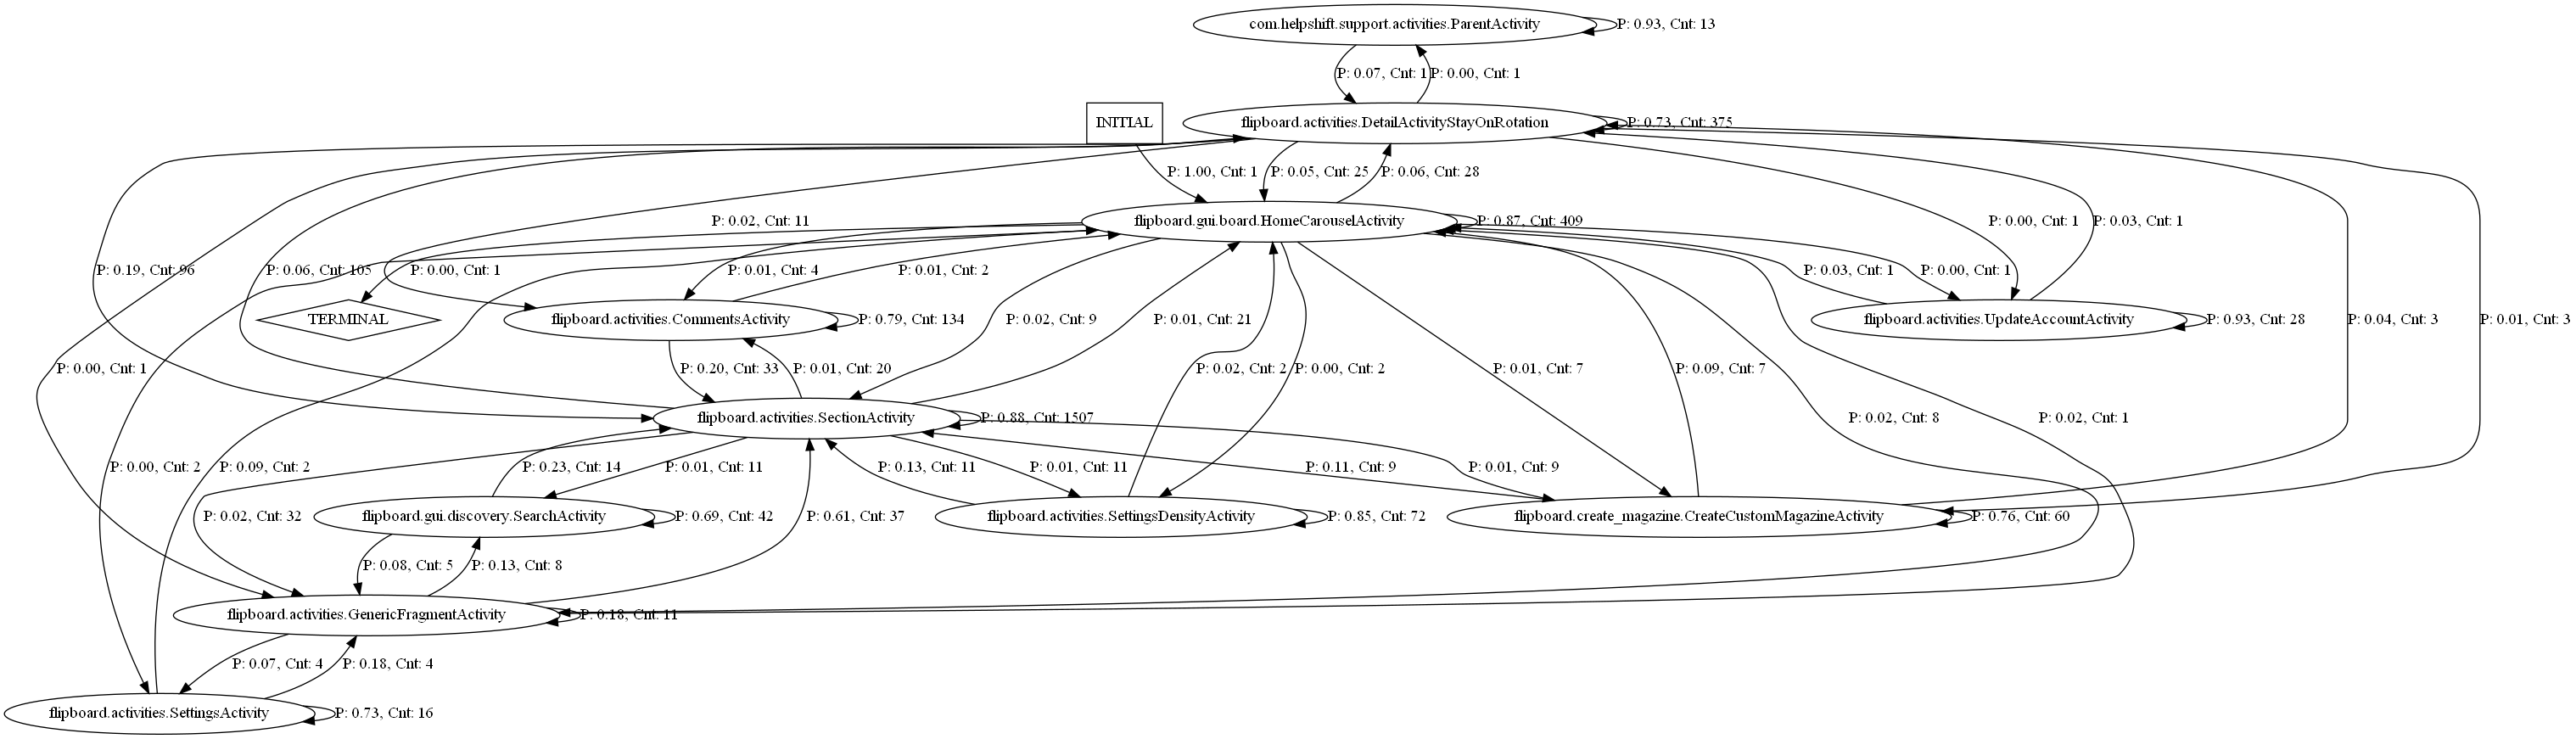 com.helpshift.support.activities.ParentActivity
P: 0.93, Cnt: 13
P: 0.07, Cnt: 1
P: 0.00, Cnt: 1
INITIAL
flipboard.activities.DetailActivityStayOnRotation
P: 0.73, Cnt: 375
P: 1.00, Cnt: 1
P: 0.05, Cnt: 25
P: 0.06, Cnt: 28
P: 0.02, Cnt: 11
flipboard.gui.board.HomeCarouselActivity
P: 0.87, Cnt: 409
P: 0.00, Cnt: 1
P: 0.03, Cnt: 1
P: 0.19, Cnt: 96
P: 0.06, Cnt: 105
P: 0.00, Cnt: 1
P: 0.01, Cnt: 4
P: 0.01, Cnt: 2
P: 0.03, Cnt: 1
P: 0.00, Cnt: 1
TERMINAL
flipboard.activities.CommentsActivity
P: 0.79, Cnt: 134
P: 0.02, Cnt: 9
P: 0.01, Cnt: 21
flipboard.activities.UpdateAccountActivity
P: 0.93, Cnt: 28
P: 0.04, Cnt: 3
P: 0.01, Cnt: 3
P: 0.00, Cnt: 1
P: 0.20, Cnt: 33
P: 0.01, Cnt: 20
P: 0.02, Cnt: 2
P: 0.00, Cnt: 2
P: 0.01, Cnt: 7
P: 0.09, Cnt: 7
flipboard.activities.SectionActivity
P: 0.88, Cnt: 1507
P: 0.02, Cnt: 8
P: 0.02, Cnt: 1
P: 0.00, Cnt: 2
P: 0.09, Cnt: 2
P: 0.23, Cnt: 14
P: 0.01, Cnt: 11
P: 0.13, Cnt: 11
P: 0.01, Cnt: 11
P: 0.11, Cnt: 9
P: 0.01, Cnt: 9
P: 0.02, Cnt: 32
flipboard.gui.discovery.SearchActivity
P: 0.69, Cnt: 42
P: 0.61, Cnt: 37
flipboard.activities.SettingsDensityActivity
P: 0.85, Cnt: 72
flipboard.create_magazine.CreateCustomMagazineActivity
P: 0.76, Cnt: 60
P: 0.08, Cnt: 5
P: 0.13, Cnt: 8
flipboard.activities.GenericFragmentActivity
P: 0.18, Cnt: 11
P: 0.07, Cnt: 4
P: 0.18, Cnt: 4
flipboard.activities.SettingsActivity
P: 0.73, Cnt: 16